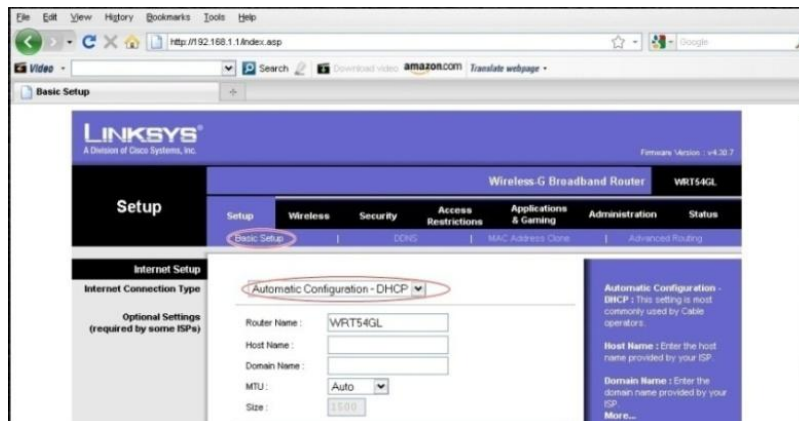 File Edit View History Bookmarks Tools Help
http://192.168.1.1/index.asp
Google
Video Search Download video amazon.com Translate webpage
Basic Setup
LINKSYS®
A Division of Cisco Systems, Inc.
Firmware Version : v4.30.7
Wireless-G Broadband Router WRT54GL
Setup
Setup Wireless Security Access Restrictions Applications & Gaming Administration Status
Basic Setup | DDNS | MAC Address Clone | Advanced Routing
Internet Setup
Internet Connection Type
Automatic Configuration - DHCP
Optional Settings
(required by some ISPs)
Router Name : WRT54GL
Host Name :
Domain Name :
MTU : Auto
Size : 1500
Automatic Configuration -
DHCP : This setting is most
commonly used by Cable
operators.
Host Name : Enter the host
name provided by your ISP.
Domain Name : Enter the
domain name provided by your
ISP.
More...